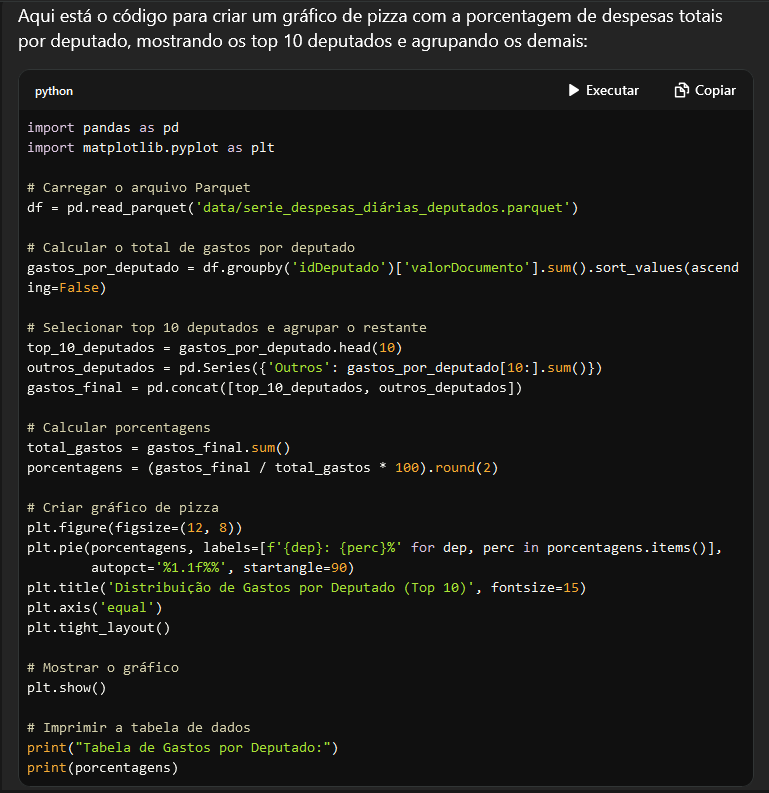 Aqui está o código para criar um gráfico de pizza com a porcentagem de despesas totais
por deputado, mostrando os top 10 deputados e agrupando os demais:
python
Executar
Copiar
import pandas as pd
import matplotlib.pyplot as plt
# Carregar o arquivo Parquet
df = pd.read_parquet('data/serie_despesas_diárias_deputados.parquet')
# Calcular o total de gastos por deputado
gastos_por_deputado = df.groupby('idDeputado')['valorDocumento'].sum().sort_values(ascend
ing=False)
# Selecionar top 10 deputados e agrupar o restante
top_10_deputados = gastos_por_deputado.head(10)
outros_deputados = pd.Series({'Outros': gastos_por_deputado[10:].sum()})
gastos_final = pd.concat([top_10_deputados, outros_deputados])
# Calcular porcentagens
total_gastos = gastos_final.sum()
porcentagens = (gastos_final / total_gastos * 100).round(2)
# Criar gráfico de pizza
plt.figure(figsize=(12, 8))
plt.pie(porcentagens, labels=[f'{dep}: {perc}%' for dep, perc in porcentagens.items()],
        autopct='%1.1f%%', startangle=90)
plt.title('Distribuição de Gastos por Deputado (Top 10)', fontsize=15)
plt.axis('equal')
plt.tight_layout()
# Mostrar o gráfico
plt.show()
# Imprimir a tabela de dados
print("Tabela de Gastos por Deputado:")
print(porcentagens)